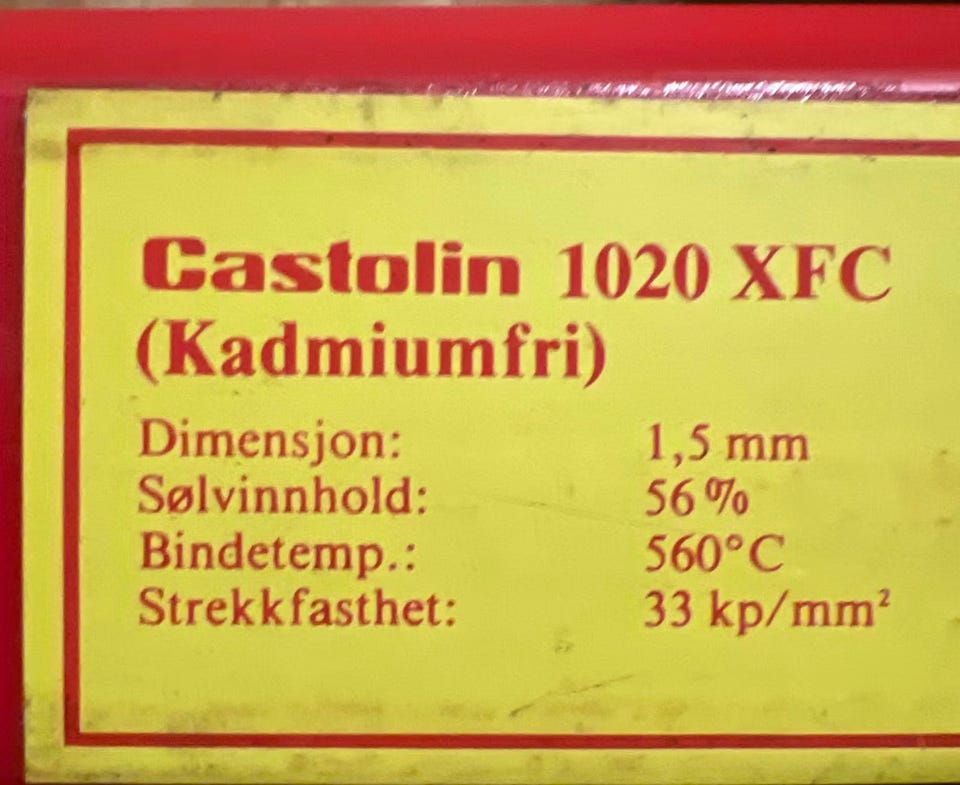 Castolin 1020 XFC
(Kadmiumfri)
Dimensjon: 1,5 mm
Sølvinnhold: 56 %
Bindetemp.: 560°C
Strekkfasthet: 33 kp/mm²